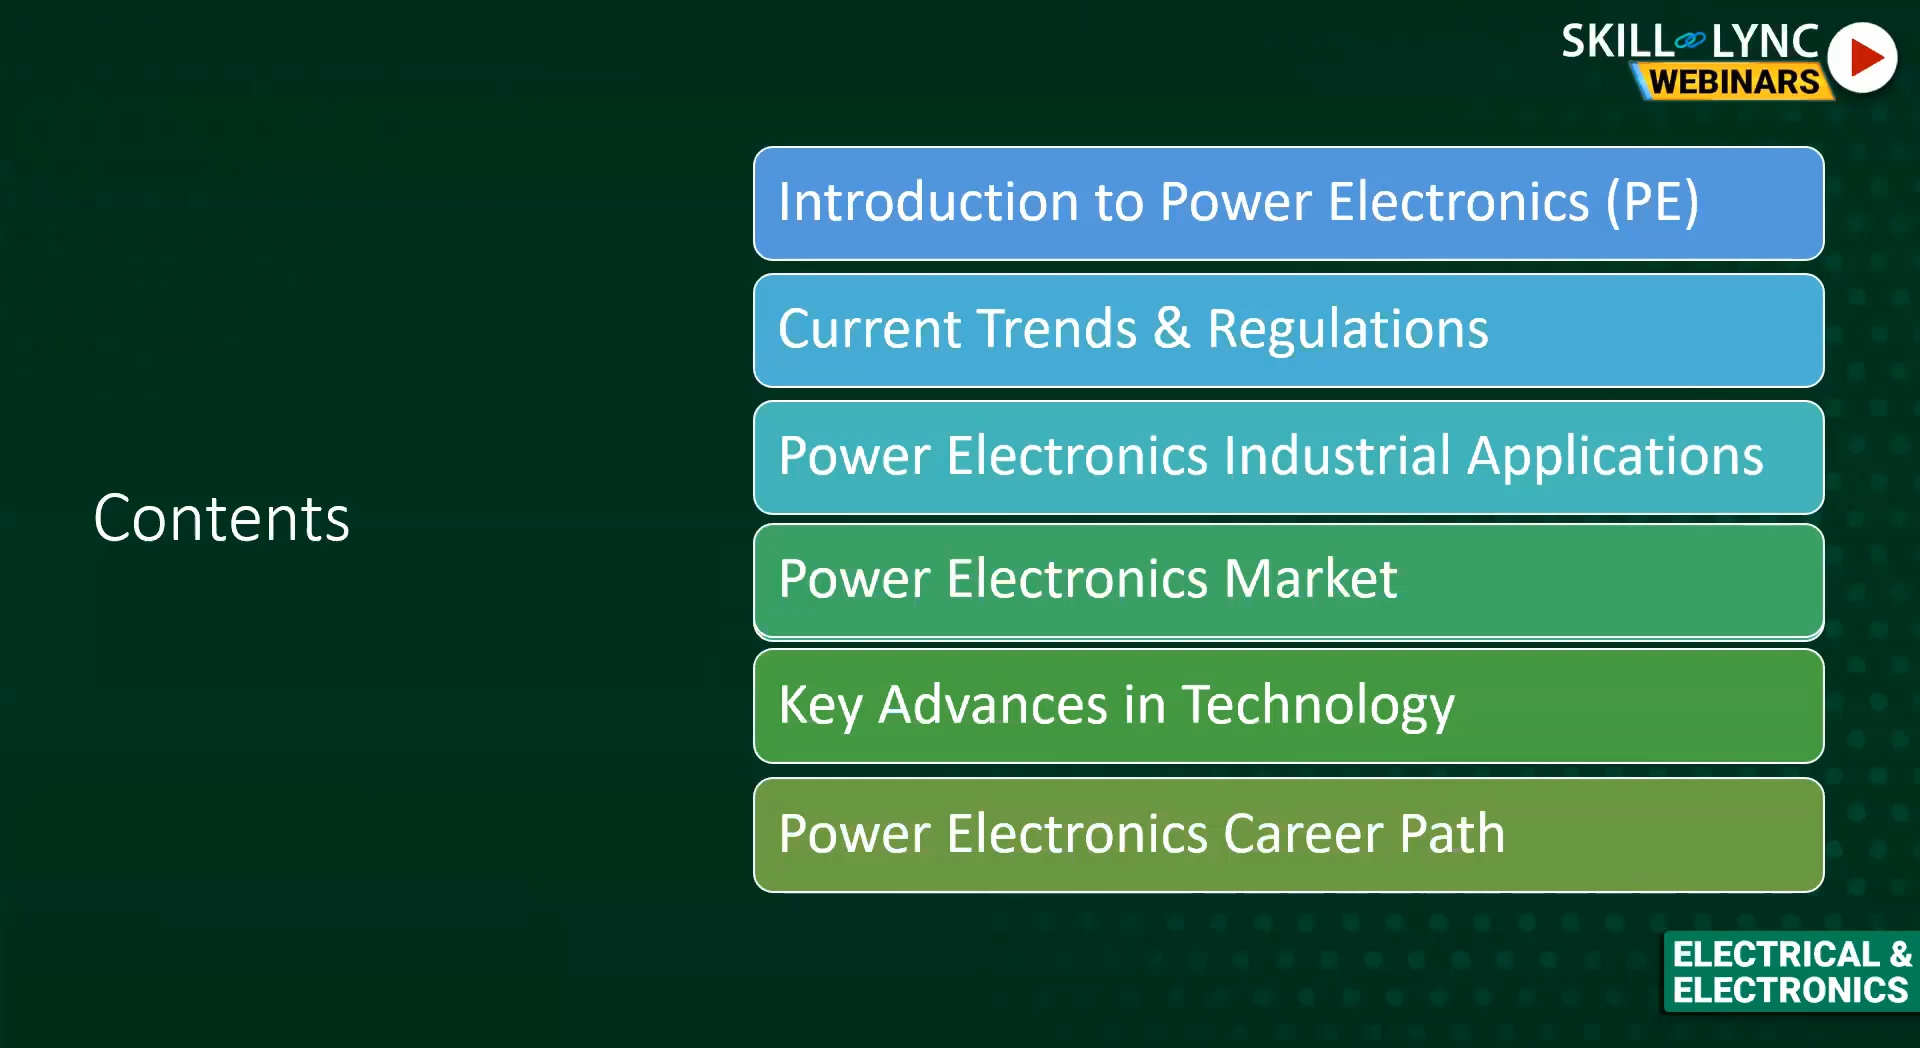 SKILL LYNC
WEBINARS
Contents
Introduction to Power Electronics (PE)
Current Trends & Regulations
Power Electronics Industrial Applications
Power Electronics Market
Key Advances in Technology
Power Electronics Career Path
ELECTRICAL &
ELECTRONICS